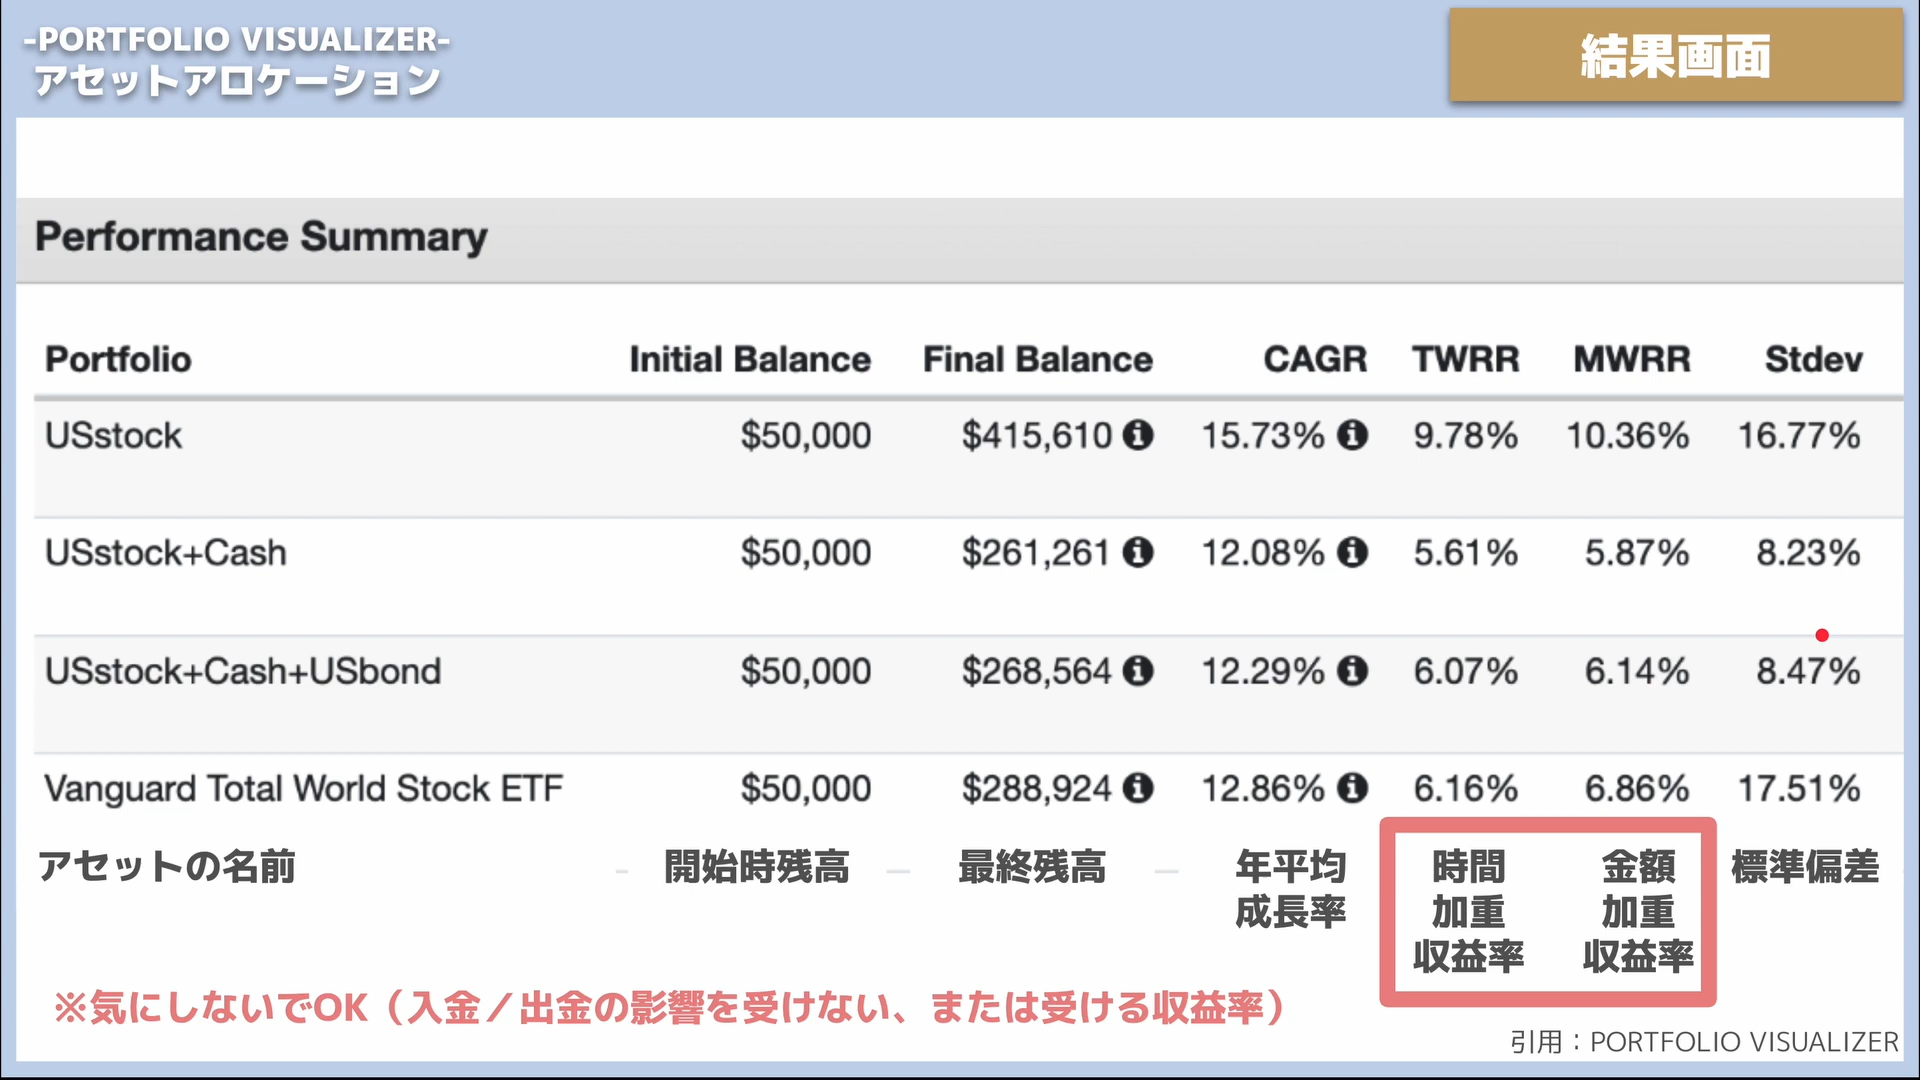 -PORTFOLIO VISUALIZER-
アセットアロケーション
結果画面
Performance Summary
Portfolio Initial Balance Final Balance CAGR TWRR MWRR Stdev
USstock $50,000 $415,610 15.73% 9.78% 10.36% 16.77%
USstock+Cash $50,000 $261,261 12.08% 5.61% 5.87% 8.23%
USstock+Cash+USbond $50,000 $268,564 12.29% 6.07% 6.14% 8.47%
Vanguard Total World Stock ETF $50,000 $288,924 12.86% 6.16% 6.86% 17.51%
アセットの名前
開始時残高
最終残高
年平均
成長率
時間
加重
収益率
金額
加重
収益率
標準偏差
※気にしないでOK（入金／出金の影響を受けない、または受ける収益率）
引用：PORTFOLIO VISUALIZER